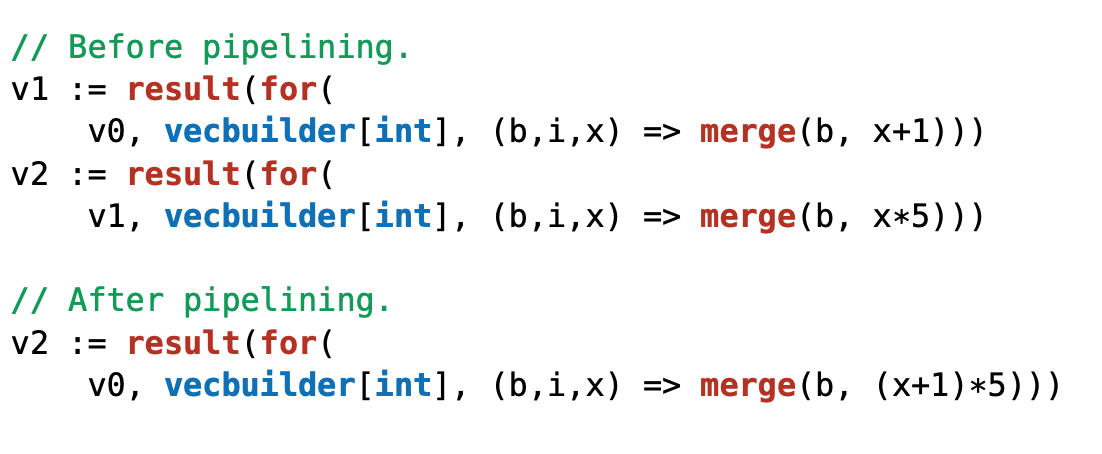 // Before pipelining.
v1 := result(for(
    v0, vecbuilder[int], (b,i,x) => merge(b, x+1)))
v2 := result(for(
    v1, vecbuilder[int], (b,i,x) => merge(b, x*5)))
// After pipelining.
v2 := result(for(
    v0, vecbuilder[int], (b,i,x) => merge(b, (x+1)*5)))